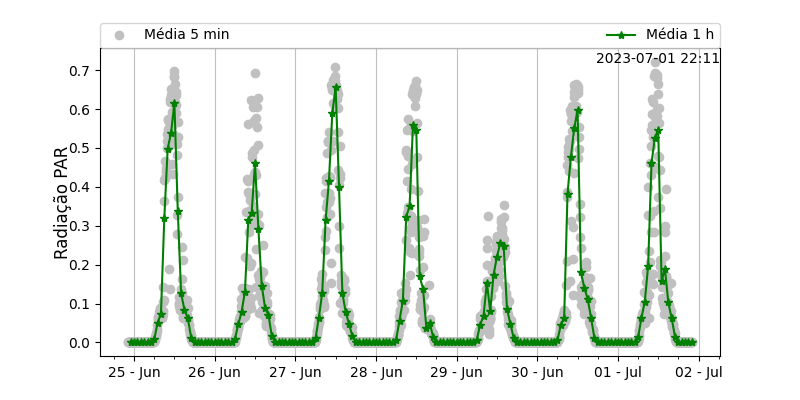 Média 5 min
Média 1 h
2023-07-01 22:11
Radiação PAR
0.7
0.6
0.5
0.4
0.3
0.2
0.1
0.0
25 - Jun
26 - Jun
27 - Jun
28 - Jun
29 - Jun
30 - Jun
01 - Jul
02 - Jul